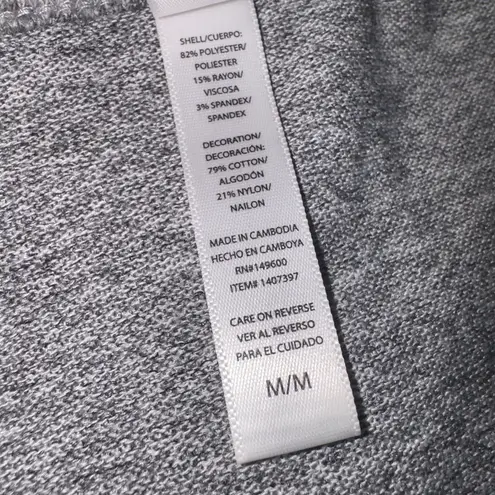 SHELL/CUERPO:
82% POLYESTER/
POLIESTER
15% RAYON/
VISCOSA
3% SPANDEX/
SPANDEX
DECORATION/
DECORACIÓN:
79% COTTON/
ALGODÓN
21% NYLON/
NAILON
MADE IN CAMBODIA
HECHO EN CAMBOYA
RN#149600
ITEM# 1407397
CARE ON REVERSE
VER AL REVERSO
PARA EL CUIDADO
M/M